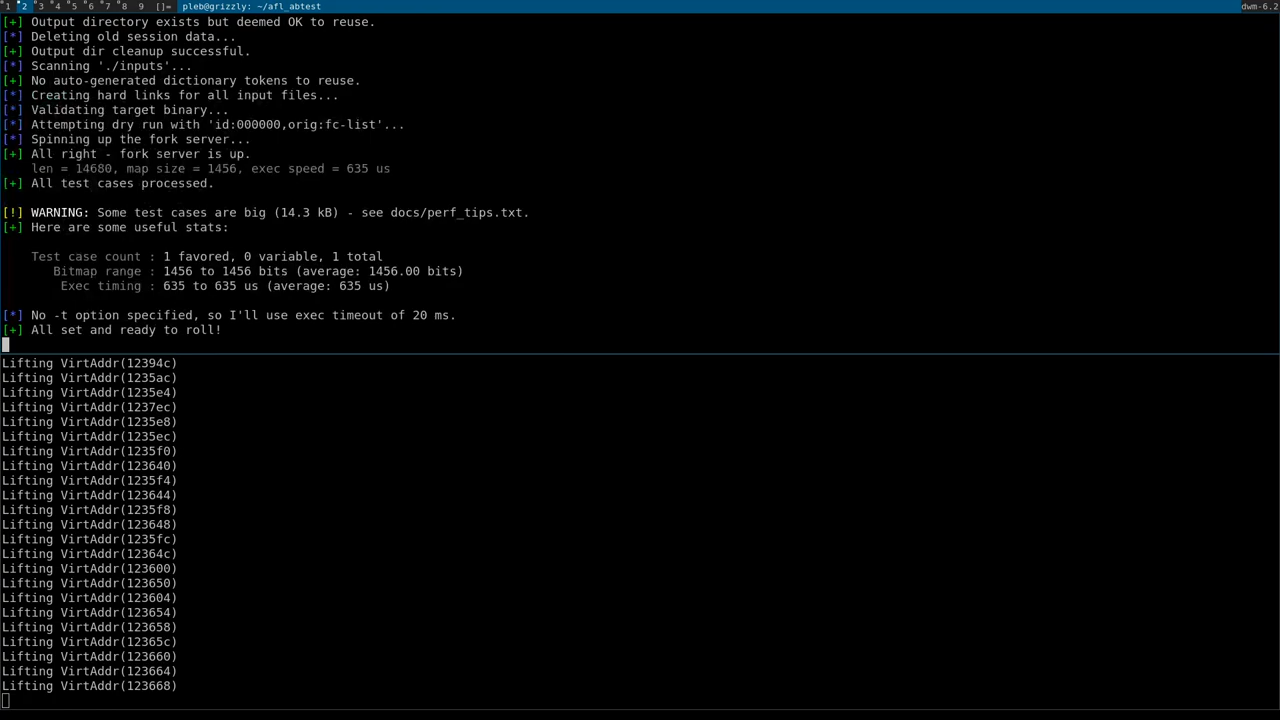 1 2 3 4 5 6 7 8 9 []= pleb@grizzly: ~/afl_abtest dwm-6.2
[+] Output directory exists but deemed OK to reuse.
[*] Deleting old session data...
[+] Output dir cleanup successful.
[*] Scanning './inputs'...
[+] No auto-generated dictionary tokens to reuse.
[*] Creating hard links for all input files...
[*] Validating target binary...
[*] Attempting dry run with 'id:000000,orig:fc-list'...
[*] Spinning up the fork server...
[+] All right - fork server is up.
len = 14680, map size = 1456, exec speed = 635 us
[+] All test cases processed.
[!] WARNING: Some test cases are big (14.3 kB) - see docs/perf_tips.txt.
[+] Here are some useful stats:
Test case count : 1 favored, 0 variable, 1 total
Bitmap range : 1456 to 1456 bits (average: 1456.00 bits)
Exec timing : 635 to 635 us (average: 635 us)
[*] No -t option specified, so I'll use exec timeout of 20 ms.
[+] All set and ready to roll!
Lifting VirtAddr(12394c)
Lifting VirtAddr(1235ac)
Lifting VirtAddr(1235e4)
Lifting VirtAddr(1237ec)
Lifting VirtAddr(1235e8)
Lifting VirtAddr(1235ec)
Lifting VirtAddr(1235f0)
Lifting VirtAddr(123640)
Lifting VirtAddr(1235f4)
Lifting VirtAddr(123644)
Lifting VirtAddr(1235f8)
Lifting VirtAddr(123648)
Lifting VirtAddr(1235fc)
Lifting VirtAddr(12364c)
Lifting VirtAddr(123600)
Lifting VirtAddr(123650)
Lifting VirtAddr(123604)
Lifting VirtAddr(123654)
Lifting VirtAddr(123658)
Lifting VirtAddr(12365c)
Lifting VirtAddr(123660)
Lifting VirtAddr(123664)
Lifting VirtAddr(123668)